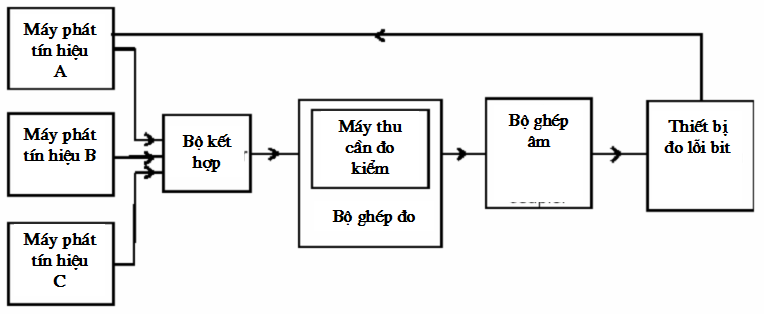 Máy phát
tín hiệu
A
Máy phát
tín hiệu B
Máy phát
tín hiệu
C
Bộ kết
hợp
Máy thu
cần đo
kiểm
Bộ ghép đo
Bộ ghép
âm
Thiết bị
đo lỗi bit